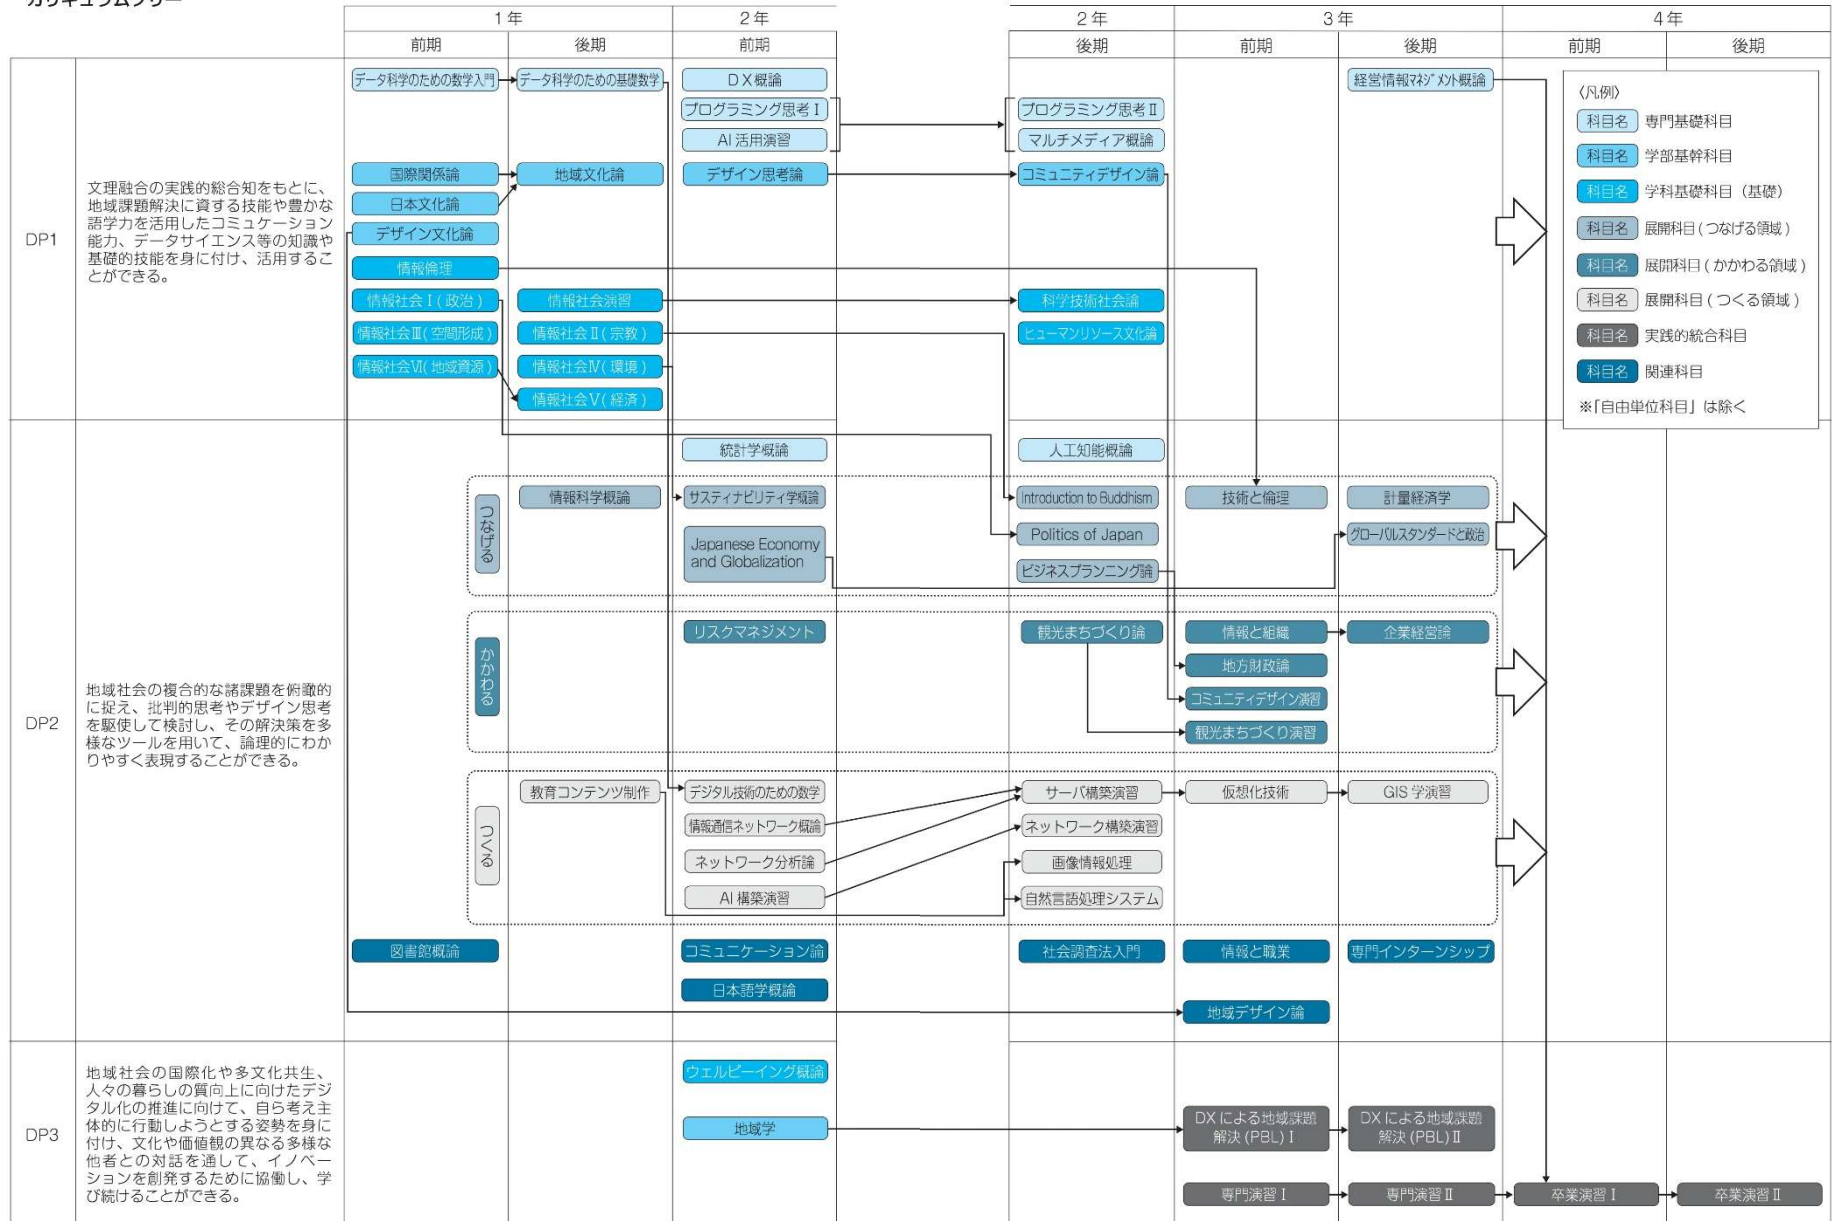 カリキュラムツリー
1年
2年
2年
3年
4年
前期
後期
前期
後期
前期
後期
前期
後期
DP1
文理融合の実践的総合知をもとに、
地域課題解決に資する技能や豊かな
語学力を活用したコミュケーション
能力、データサイエンス等の知識や
基礎的技能を身に付け、活用するこ
とができる。
データ科学のための数学入門
データ科学のための基礎数学
DX概論
経営情報マネジメント概論
プログラミング思考Ⅰ
プログラミング思考Ⅱ
AI活用演習
マルチメディア概論
国際関係論
地域文化論
デザイン思考論
コミュニティデザイン論
日本文化論
デザイン文化論
情報倫理
情報社会Ⅰ(政治)
情報社会演習
科学技術社会論
情報社会Ⅲ(空間形成)
情報社会Ⅱ(宗教)
ヒューマンリソース文化論
情報社会Ⅵ(地域資源)
情報社会Ⅳ(環境)
情報社会Ⅴ(経済)
〈凡例〉
科目名 専門基礎科目
科目名 学部基幹科目
科目名 学科基礎科目(基礎)
科目名 展開科目(つなげる領域)
科目名 展開科目(かかわる領域)
科目名 展開科目(つくる領域)
科目名 実践的統合科目
科目名 関連科目
※「自由単位科目」は除く
DP2
地域社会の複合的な諸課題を俯瞰的
に捉え、批判的思考やデザイン思考
を駆使して検討し、その解決策を多
様なツールを用いて、論理的にわか
りやすく表現することができる。
統計学概論
人工知能概論
つなげる
情報科学概論
サスティナビリティ学概論
Introduction to Buddhism
技術と倫理
計量経済学
Japanese Economy
and Globalization
Politics of Japan
グローバルスタンダードと政治
ビジネスプランニング論
かかわる
リスクマネジメント
観光まちづくり論
情報と組織
企業経営論
地方財政論
コミュニティデザイン演習
観光まちづくり演習
つくる
教育コンテンツ制作
デジタル技術のための数学
サーバ構築演習
仮想化技術
GIS学演習
情報通信ネットワーク概論
ネットワーク構築演習
ネットワーク分析論
画像情報処理
AI構築演習
自然言語処理システム
図書館概論
コミュニケーション論
社会調査法入門
情報と職業
専門インターンシップ
日本語学概論
地域デザイン論
DP3
地域社会の国際化や多文化共生、
人々の暮らしの質向上に向けたデジ
タル化の推進に向けて、自ら考え主
体的に行動しようとする姿勢を身に
付け、文化や価値観の異なる多様な
他者との対話を通して、イノベー
ションを創発するために協働し、学
び続けることができる。
ウェルビーイング概論
地域学
DXによる地域課題
解決(PBL)Ⅰ
DXによる地域課題
解決(PBL)Ⅱ
専門演習Ⅰ
専門演習Ⅱ
卒業演習Ⅰ
卒業演習Ⅱ